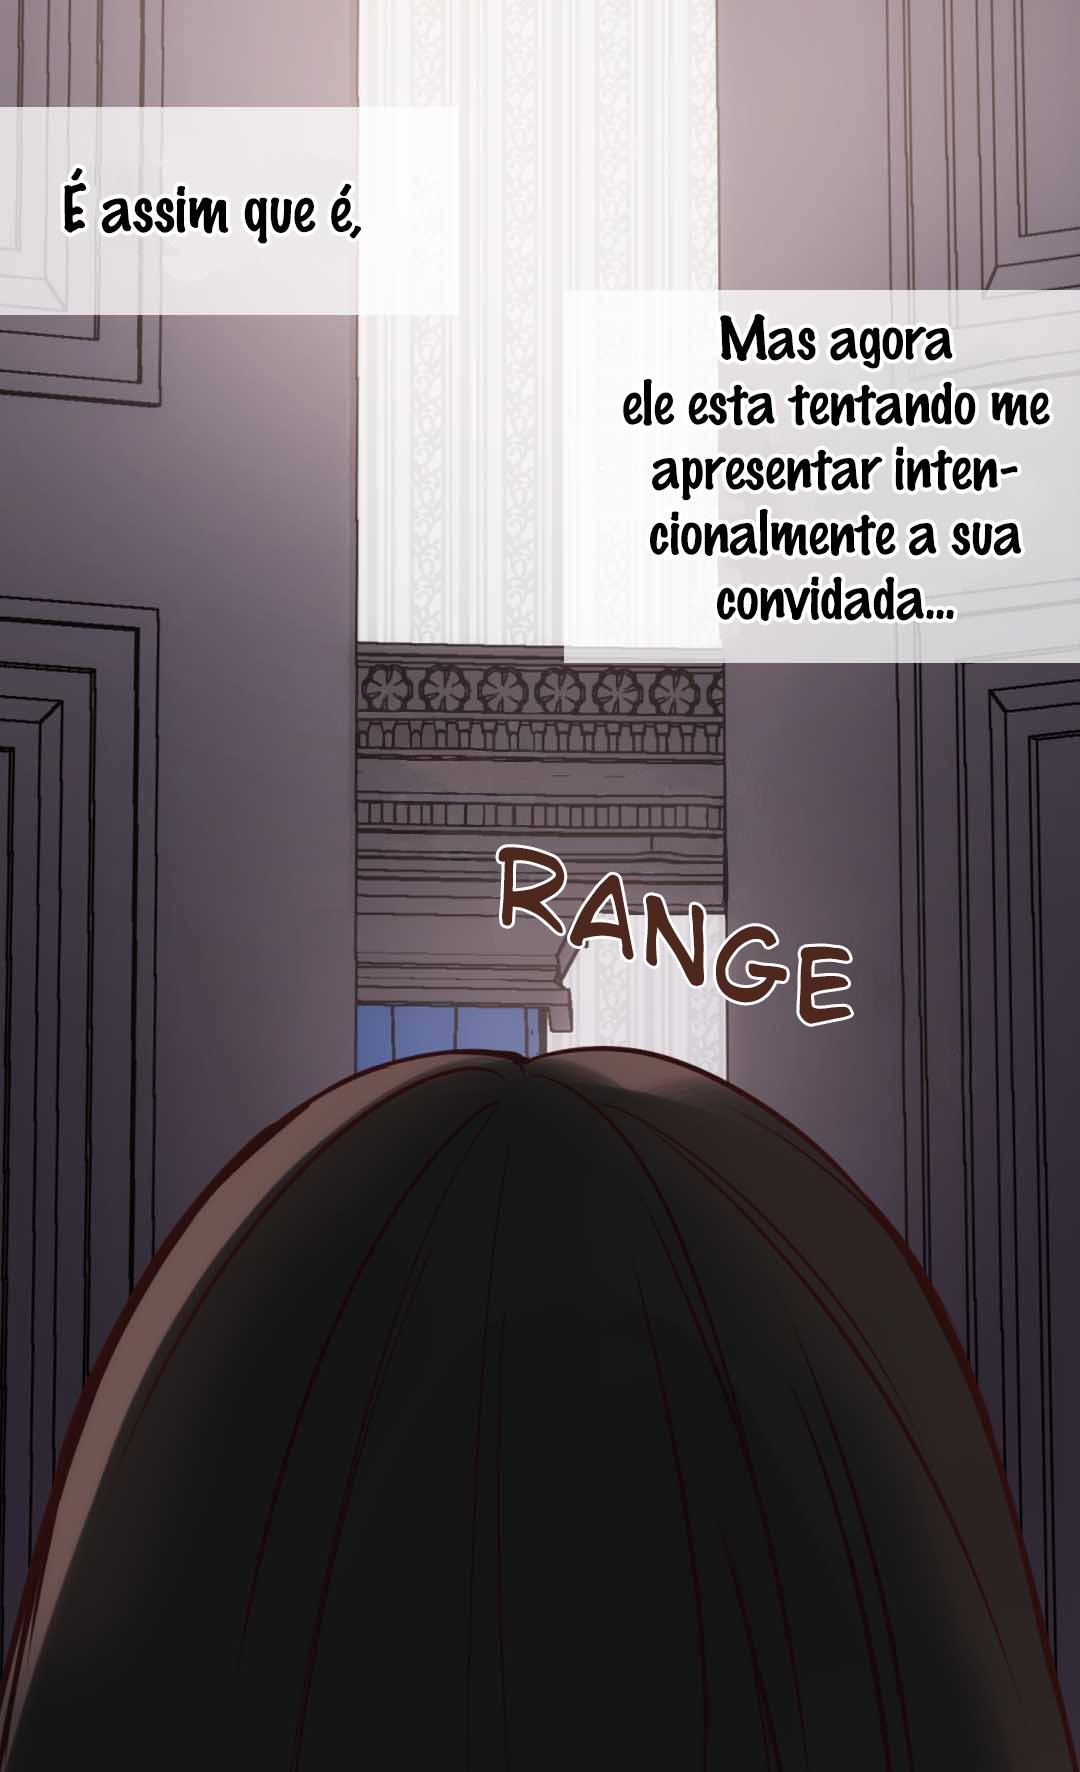 É assim que é,
Mas agora
ele esta tentando me
apresentar inten-
cionalmente a sua
convidada...
RANGE